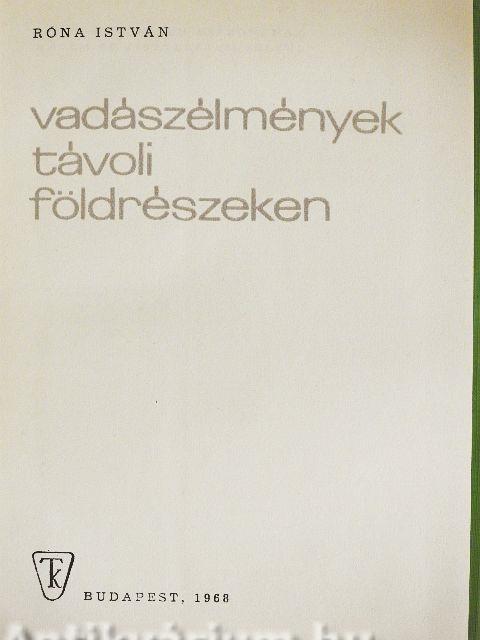 RÓNA ISTVÁN
vadászélmények
távoli
földrészeken
Tk
BUDAPEST, 1968